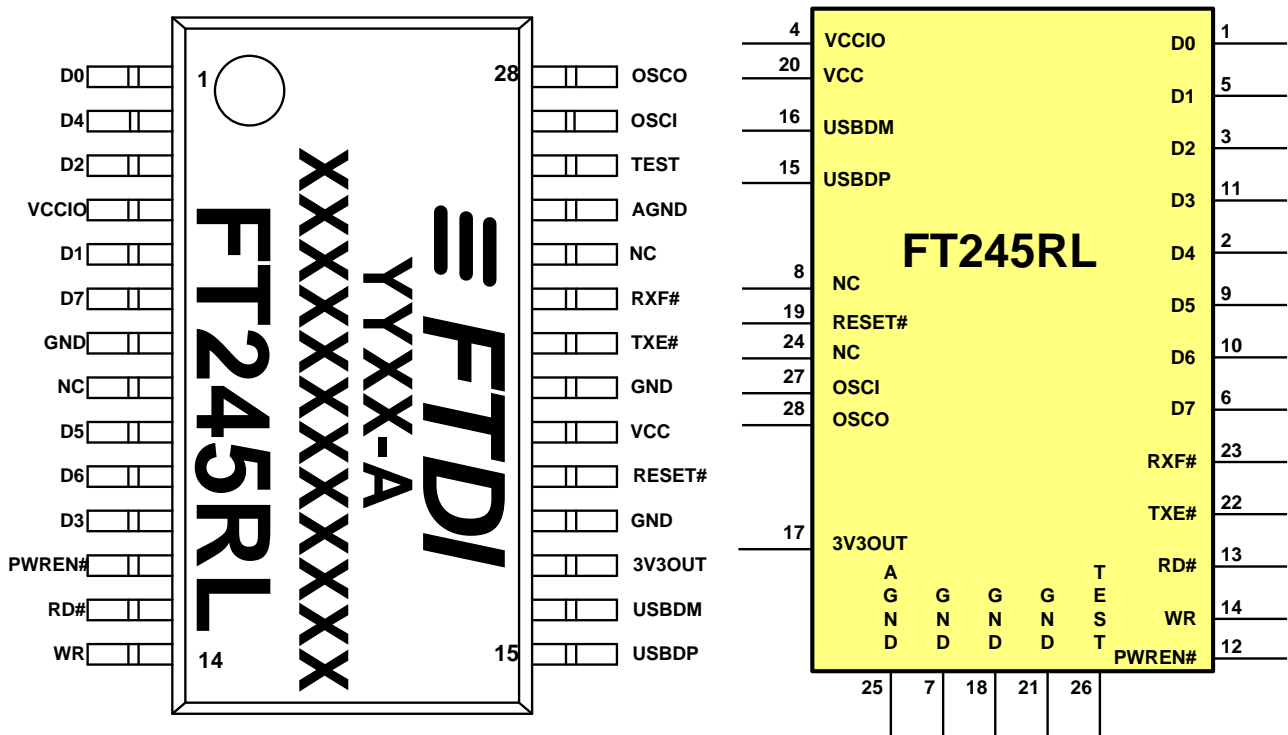 D0
D4
D2
VCCIO
D1
D7
GND
NC
D5
D6
D3
PWREN#
RD#
WR
1
28
14
15
FT245RL
XXXXXXXXXXXX
YYXX-A
FTDI
OSCO
OSCI
TEST
AGND
NC
RXF#
TXE#
GND
VCC
RESET#
GND
3V3OUT
USBDM
USBDP
4 VCCIO
20 VCC
16 USBDM
15 USBDP
FT245RL
8 NC
19 RESET#
24 NC
27 OSCI
28 OSCO
17 3V3OUT
D0 1
D1 5
D2 3
D3 11
D4 2
D5 9
D6 10
D7 6
RXF# 23
TXE# 22
RD# 13
WR 14
PWREN# 12
AGND
GND
GND
GND
TEST
25
7
18
21
26